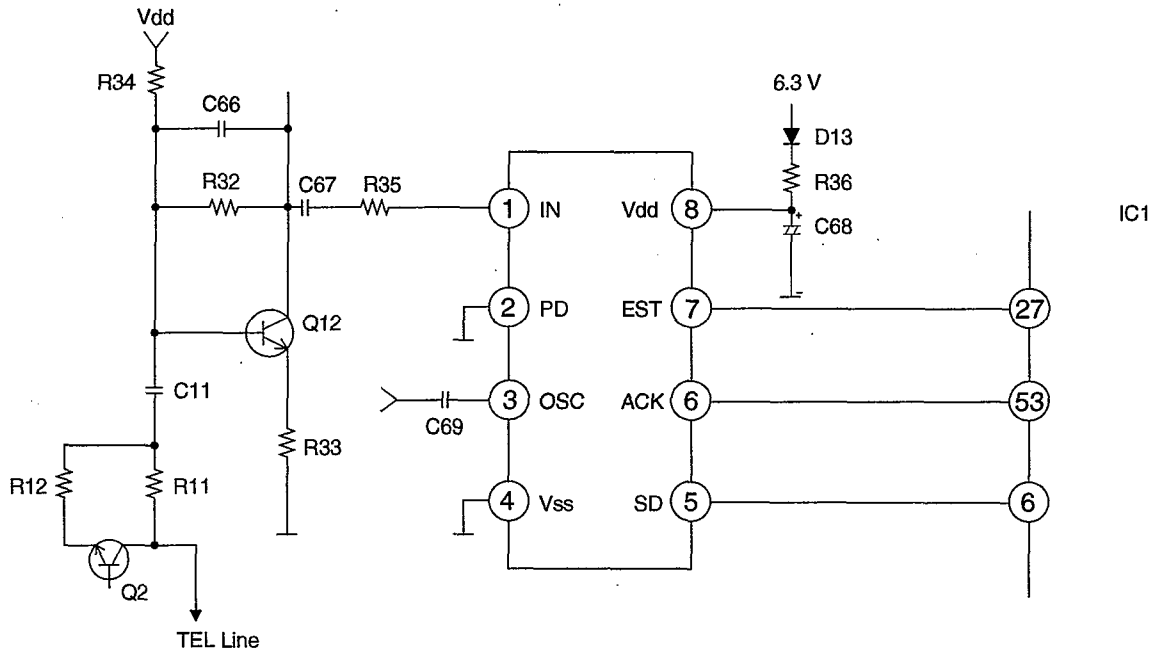 Vdd
R34
C66
6.3 V
D13
R32
C67
R35
R36
1 IN
Vdd 8
C68
IC1
2 PD
EST 7
27
Q12
C11
3 OSC
ACK 6
53
C69
R33
R12
R11
4 Vss
SD 5
6
Q2
TEL Line